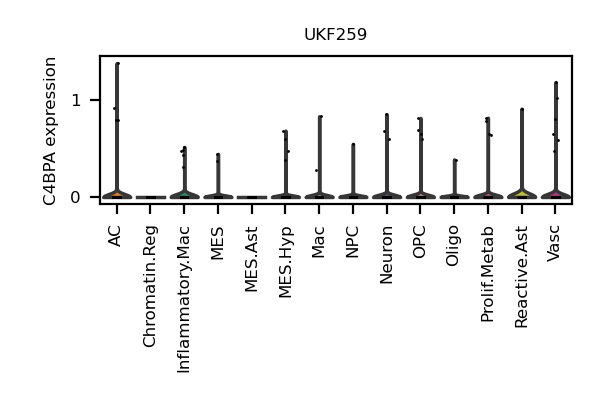 UKF259
C4BPA expression
1
0
AC
Chromatin.Reg
Inflammatory.Mac
MES
MES.Ast
MES.Hyp
Mac
NPC
Neuron
OPC
Oligo
Prolif.Metab
Reactive.Ast
Vasc